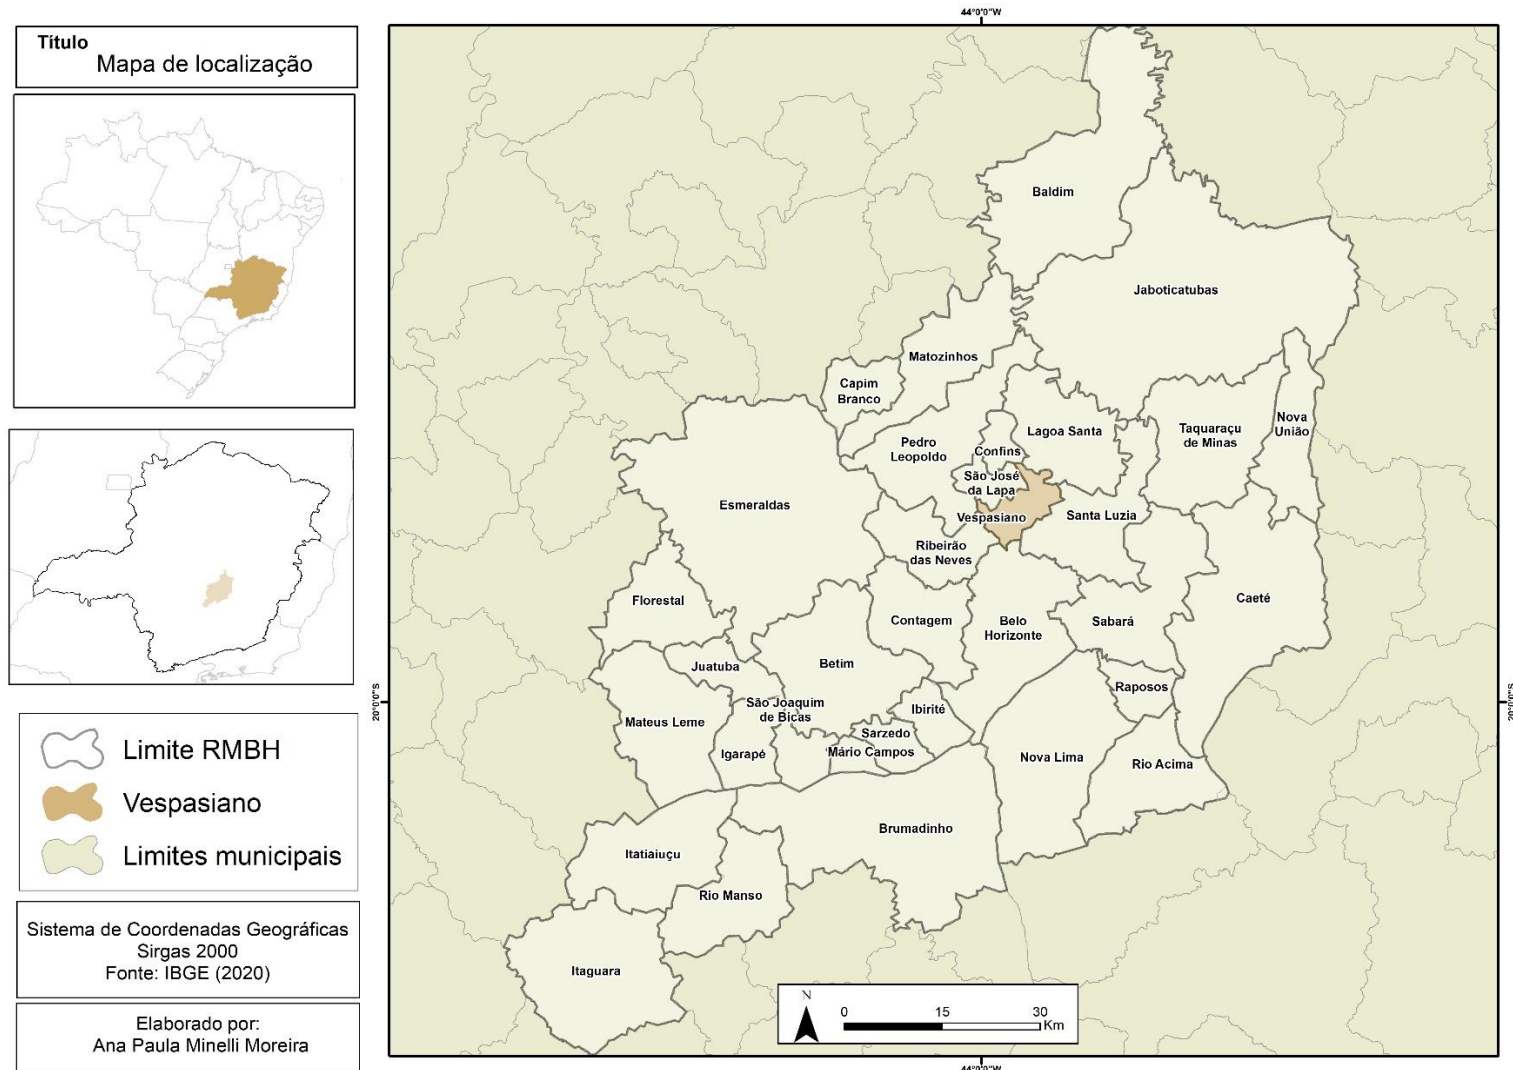 Título
Mapa de localização
Limite RMBH
Vespasiano
Limites municipais
Sistema de Coordenadas Geográficas
Sirgas 2000
Fonte: IBGE (2020)
Elaborado por:
Ana Paula Minelli Moreira
44°0'0"W
Baldim
Jaboticatubas
Matozinhos
Capim
Branco
Nova
União
Taquaraçu
de Minas
Lagoa Santa
Pedro
Leopoldo
Confins
São José
da Lapa
Esmeraldas
Vespasiano
Santa Luzia
Ribeirão
das Neves
Florestal
Caeté
Contagem
Belo
Horizonte
Sabará
Juatuba
Betim
Raposos
São Joaquim
de Bicas
Ibirité
20°0'0"S
20°0'0"S
Mateus Leme
Sarzedo
Igarapé
Mário Campos
Nova Lima
Rio Acima
Brumadinho
Itatiaiuçu
Rio Manso
Itaguara
N
0 15 30
Km
44°0'0"W